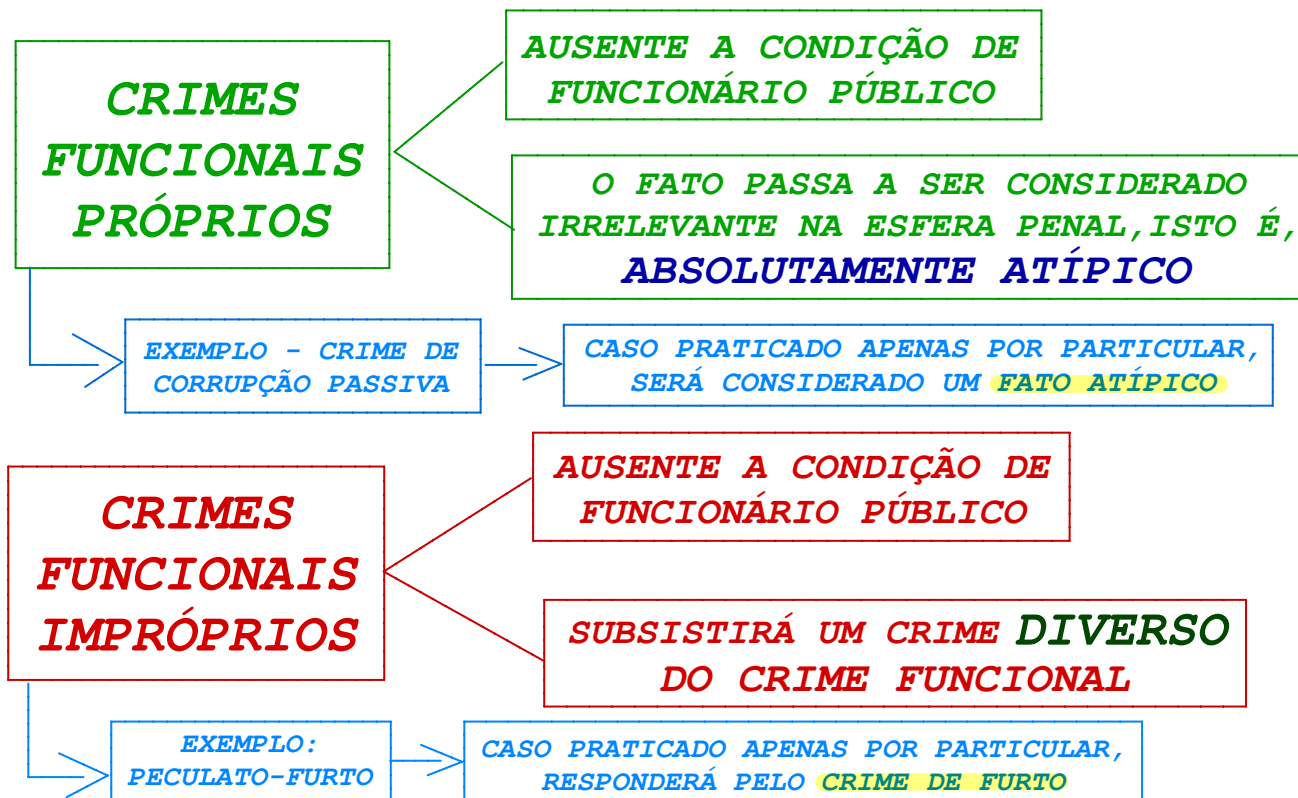 CRIMES
FUNCIONAIS
PRÓPRIOS
AUSENTE A CONDIÇÃO DE
FUNCIONÁRIO PÚBLICO
O FATO PASSA A SER CONSIDERADO
IRRELEVANTE NA ESFERA PENAL,ISTO É,
ABSOLUTAMENTE ATÍPICO
EXEMPLO - CRIME DE
CORRUPÇÃO PASSIVA
CASO PRATICADO APENAS POR PARTICULAR,
SERÁ CONSIDERADO UM FATO ATÍPICO
CRIMES
FUNCIONAIS
IMPRÓPRIOS
AUSENTE A CONDIÇÃO DE
FUNCIONÁRIO PÚBLICO
SUBSISTIRÁ UM CRIME DIVERSO
DO CRIME FUNCIONAL
EXEMPLO:
PECULATO-FURTO
CASO PRATICADO APENAS POR PARTICULAR,
RESPONDERÁ PELO CRIME DE FURTO